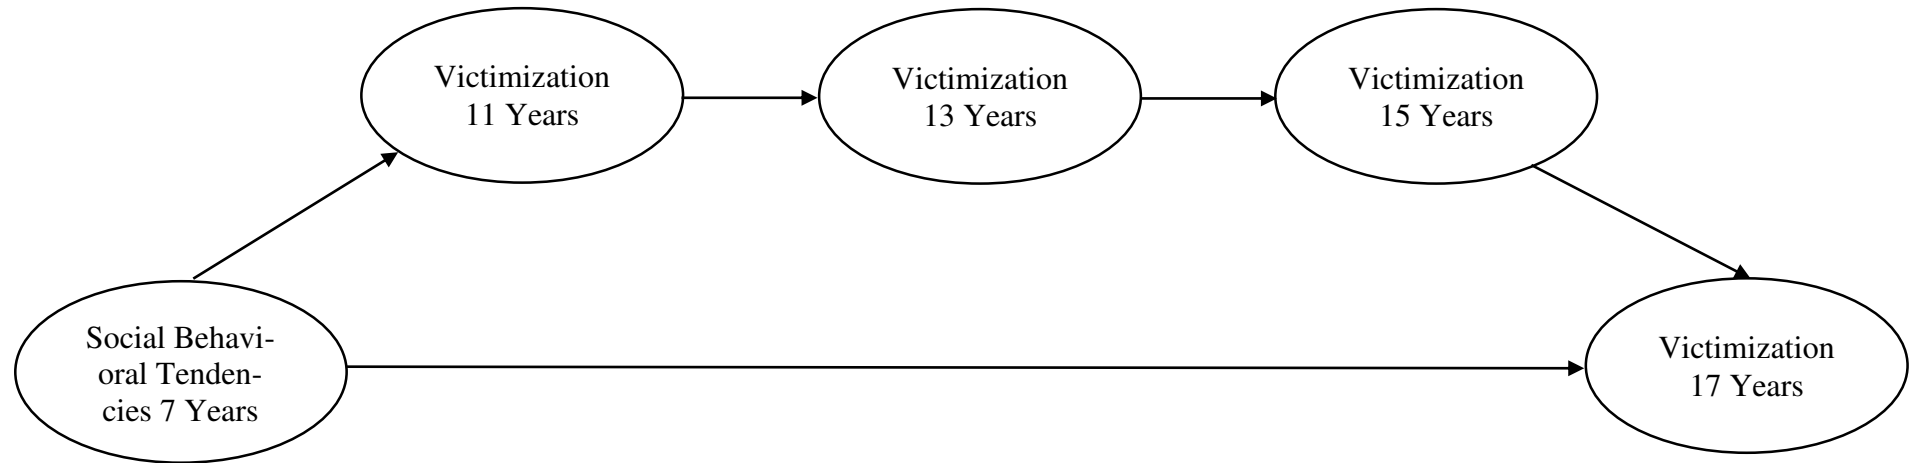 Victimization
11 Years
Victimization
13 Years
Victimization
15 Years
Social Behavi-
oral Tenden-
cies 7 Years
Victimization
17 Years